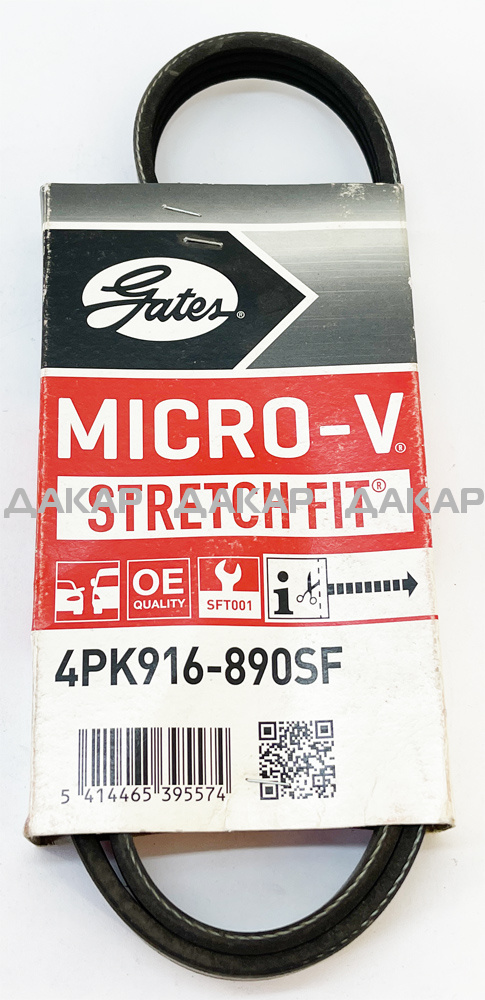 Gates®
MICRO-V®
STRETCH FIT®
ДАКАР ДАКАР ДАКАР
OE
QUALITY
SFT001
i
4PK916-890SF
5 414465 395574